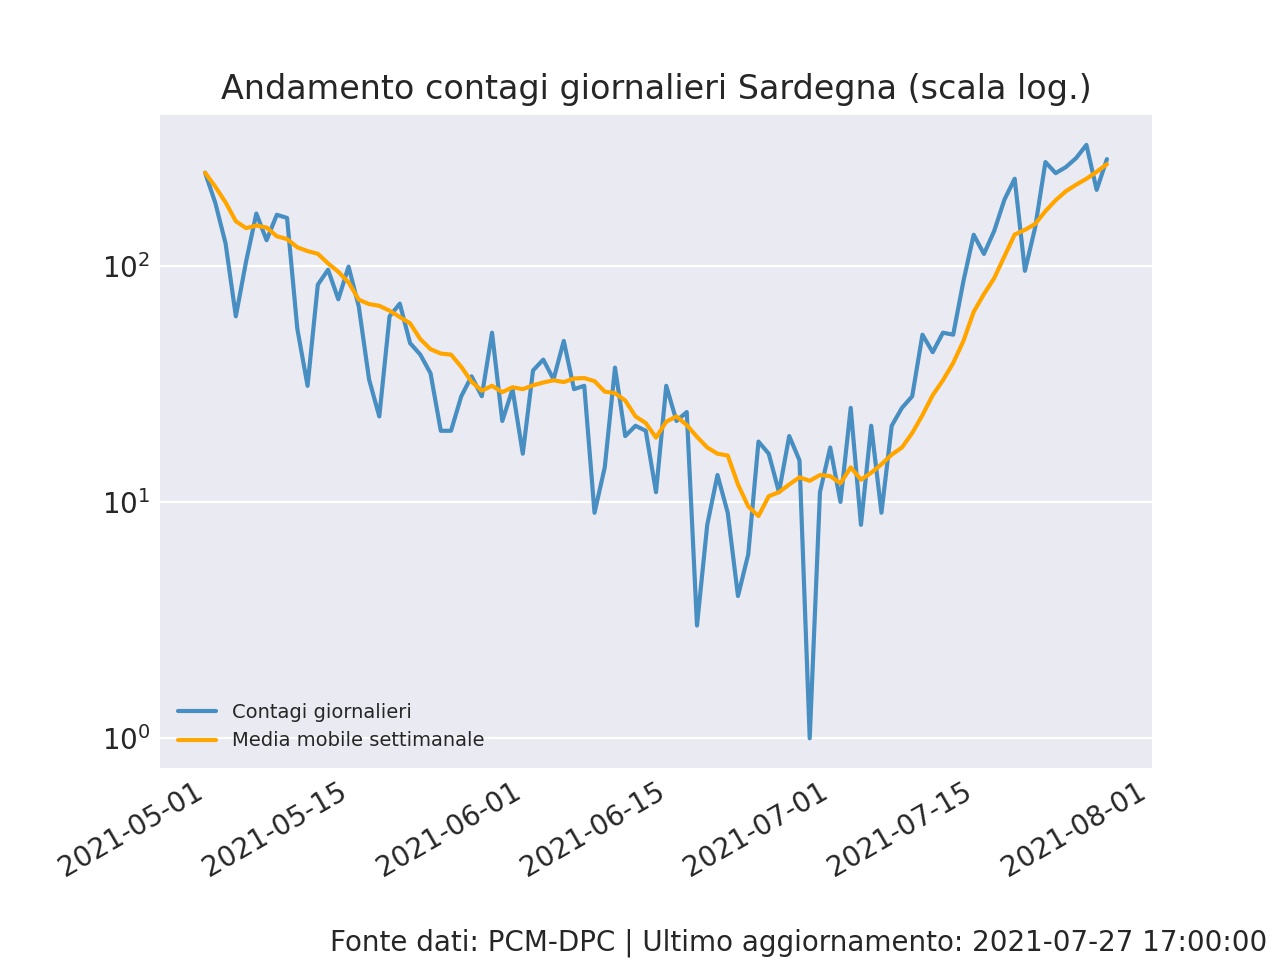 Andamento contagi giornalieri Sardegna (scala log.)
10²
10¹
10⁰
Contagi giornalieri
Media mobile settimanale
2021-05-01
2021-05-15
2021-06-01
2021-06-15
2021-07-01
2021-07-15
2021-08-01
Fonte dati: PCM-DPC | Ultimo aggiornamento: 2021-07-27 17:00:00